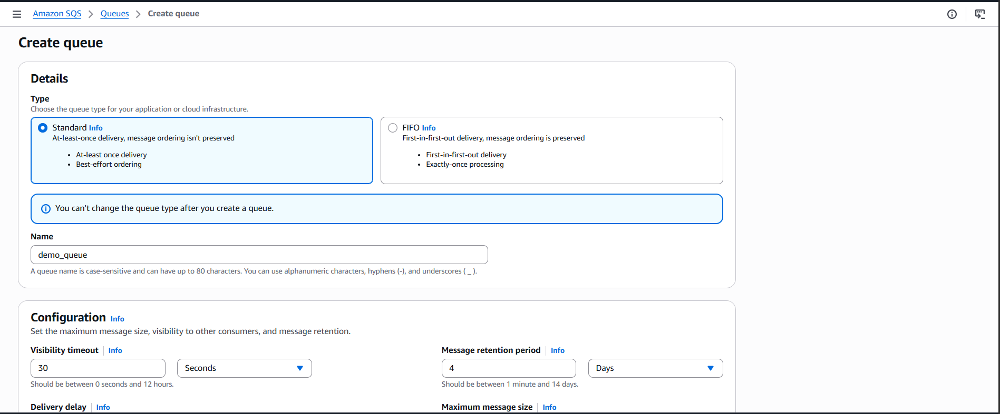 Amazon SQS > Queues > Create queue
Create queue
Details
Type
Choose the queue type for your application or cloud infrastructure.
Standard Info
At-least-once delivery, message ordering isn't preserved
• At-least once delivery
• Best-effort ordering
FIFO Info
First-in-first-out delivery, message ordering is preserved
• First-in-first-out delivery
• Exactly-once processing
You can't change the queue type after you create a queue.
Name
demo_queue
A queue name is case-sensitive and can have up to 80 characters. You can use alphanumeric characters, hyphens (-), and underscores ( _ ).
Configuration Info
Set the maximum message size, visibility to other consumers, and message retention.
Visibility timeout Info
30 Seconds
Should be between 0 seconds and 12 hours.
Message retention period Info
4 Days
Should be between 1 minute and 14 days.
Delivery delay Info
Maximum message size Info